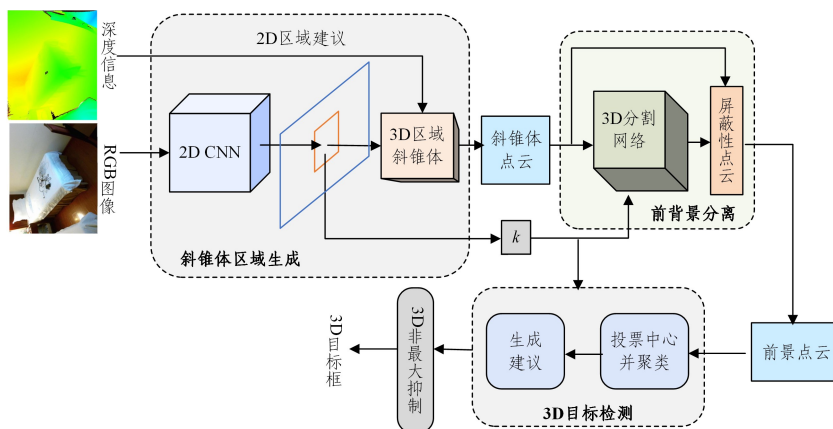 深度信息
RGB图像
2D区域建议
2D CNN
3D区域
斜锥体
斜锥体区域生成
斜锥体
点云
3D分割
网络
屏蔽性点云
前背景分离
k
3D目标框
3D非最大抑制
生成
建议
投票中心
并聚类
3D目标检测
前景点云